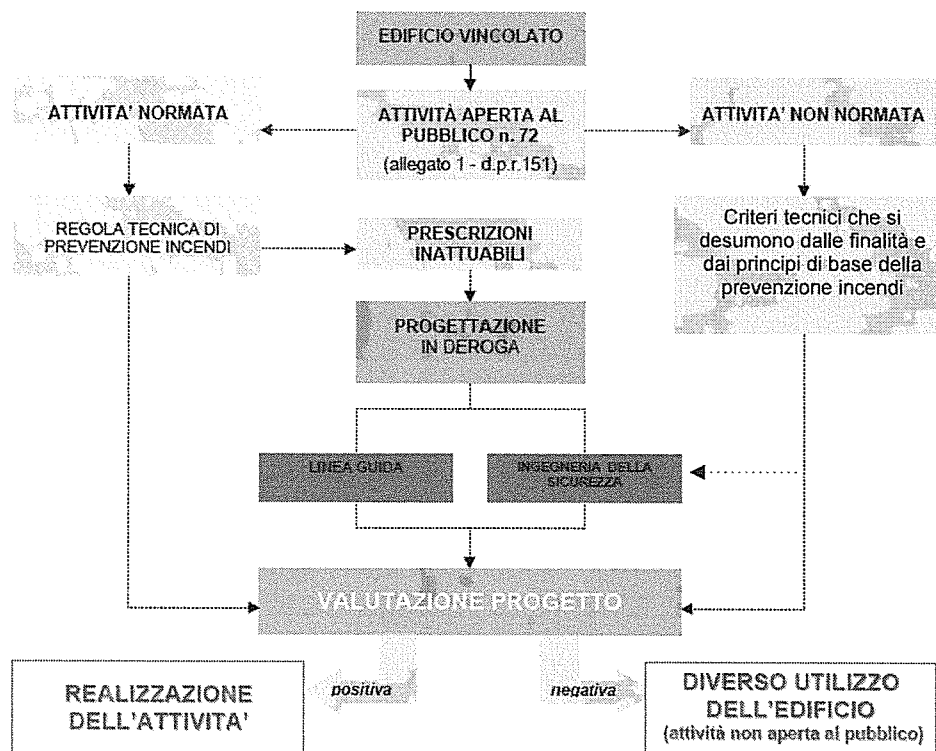 EDIFICIO VINCOLATO
ATTIVITA' NORMATA
ATTIVITÀ APERTA AL
PUBBLICO n. 72
(allegato 1 - d.p.r.151)
ATTIVITA' NON NORMATA
REGOLA TECNICA DI
PREVENZIONE INCENDI
PRESCRIZIONI
INATTUABILI
Criteri tecnici che si
desumono dalle finalità e
dai principi di base della
prevenzione incendi
PROGETTAZIONE
IN DEROGA
LINEA GUIDA
INGEGNERIA DELLA
SICUREZZA
VALUTAZIONE PROGETTO
positiva
negativa
REALIZZAZIONE
DELL'ATTIVITA'
DIVERSO UTILIZZO
DELL'EDIFICIO
(attività non aperta al pubblico)